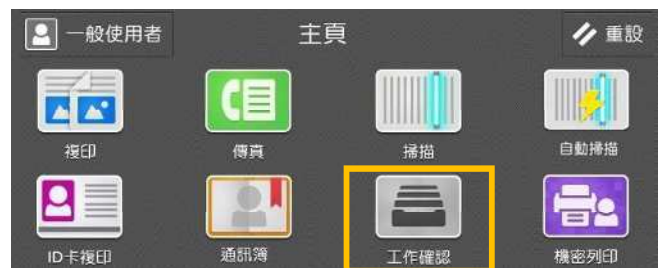 一般使用者 主頁 重設
複印 傳真 掃描 自動掃描
ID卡複印 通訊簿 工作確認 機密列印